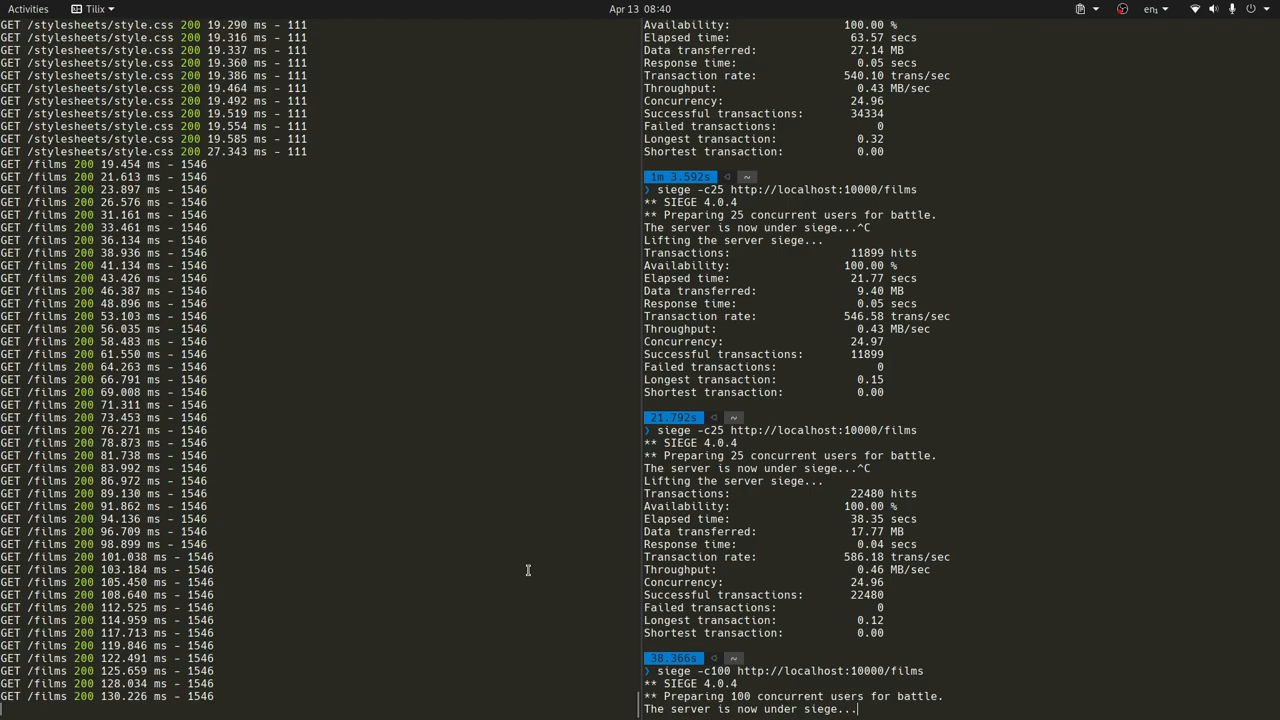 Activities Tilix Apr 13 08:40 en₁
GET /stylesheets/style.css 200 19.290 ms - 111
GET /stylesheets/style.css 200 19.316 ms - 111
GET /stylesheets/style.css 200 19.337 ms - 111
GET /stylesheets/style.css 200 19.360 ms - 111
GET /stylesheets/style.css 200 19.386 ms - 111
GET /stylesheets/style.css 200 19.464 ms - 111
GET /stylesheets/style.css 200 19.492 ms - 111
GET /stylesheets/style.css 200 19.519 ms - 111
GET /stylesheets/style.css 200 19.554 ms - 111
GET /stylesheets/style.css 200 19.585 ms - 111
GET /stylesheets/style.css 200 27.343 ms - 111
GET /films 200 19.454 ms - 1546
GET /films 200 21.613 ms - 1546
GET /films 200 23.897 ms - 1546
GET /films 200 26.576 ms - 1546
GET /films 200 31.161 ms - 1546
GET /films 200 33.461 ms - 1546
GET /films 200 36.134 ms - 1546
GET /films 200 38.936 ms - 1546
GET /films 200 41.134 ms - 1546
GET /films 200 43.426 ms - 1546
GET /films 200 46.387 ms - 1546
GET /films 200 48.896 ms - 1546
GET /films 200 53.103 ms - 1546
GET /films 200 56.035 ms - 1546
GET /films 200 58.483 ms - 1546
GET /films 200 61.550 ms - 1546
GET /films 200 64.263 ms - 1546
GET /films 200 66.791 ms - 1546
GET /films 200 69.008 ms - 1546
GET /films 200 71.311 ms - 1546
GET /films 200 73.453 ms - 1546
GET /films 200 76.271 ms - 1546
GET /films 200 78.873 ms - 1546
GET /films 200 81.738 ms - 1546
GET /films 200 83.992 ms - 1546
GET /films 200 86.972 ms - 1546
GET /films 200 89.130 ms - 1546
GET /films 200 91.862 ms - 1546
GET /films 200 94.136 ms - 1546
GET /films 200 96.709 ms - 1546
GET /films 200 98.899 ms - 1546
GET /films 200 101.038 ms - 1546
GET /films 200 103.184 ms - 1546
GET /films 200 105.450 ms - 1546
GET /films 200 108.640 ms - 1546
GET /films 200 112.525 ms - 1546
GET /films 200 114.959 ms - 1546
GET /films 200 117.713 ms - 1546
GET /films 200 119.846 ms - 1546
GET /films 200 122.491 ms - 1546
GET /films 200 125.659 ms - 1546
GET /films 200 128.034 ms - 1546
GET /films 200 130.226 ms - 1546
Availability: 100.00 %
Elapsed time: 63.57 secs
Data transferred: 27.14 MB
Response time: 0.05 secs
Transaction rate: 540.10 trans/sec
Throughput: 0.43 MB/sec
Concurrency: 24.96
Successful transactions: 34334
Failed transactions: 0
Longest transaction: 0.32
Shortest transaction: 0.00
1m 3.592s ~
❯ siege -c25 http://localhost:10000/films
** SIEGE 4.0.4
** Preparing 25 concurrent users for battle.
The server is now under siege...^C
Lifting the server siege...
Transactions: 11899 hits
Availability: 100.00 %
Elapsed time: 21.77 secs
Data transferred: 9.40 MB
Response time: 0.05 secs
Transaction rate: 546.58 trans/sec
Throughput: 0.43 MB/sec
Concurrency: 24.97
Successful transactions: 11899
Failed transactions: 0
Longest transaction: 0.15
Shortest transaction: 0.00
21.792s ~
❯ siege -c25 http://localhost:10000/films
** SIEGE 4.0.4
** Preparing 25 concurrent users for battle.
The server is now under siege...^C
Lifting the server siege...
Transactions: 22480 hits
Availability: 100.00 %
Elapsed time: 38.35 secs
Data transferred: 17.77 MB
Response time: 0.04 secs
Transaction rate: 586.18 trans/sec
Throughput: 0.46 MB/sec
Concurrency: 24.96
Successful transactions: 22480
Failed transactions: 0
Longest transaction: 0.12
Shortest transaction: 0.00
38.366s ~
❯ siege -c100 http://localhost:10000/films
** SIEGE 4.0.4
** Preparing 100 concurrent users for battle.
The server is now under siege...